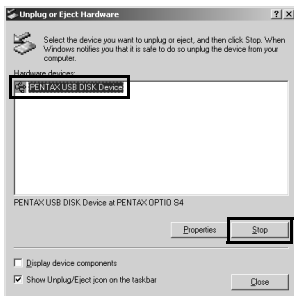 Unplug or Eject Hardware
Select the device you want to unplug or eject, and then click Stop. When
Windows notifies you that it is safe to do so unplug the device from your
computer.
Hardware devices:
PENTAX USB DISK Device
PENTAX USB DISK Device at PENTAX OPTIO S4
Properties
Stop
Display device components
Show Unplug/Eject icon on the taskbar
Close